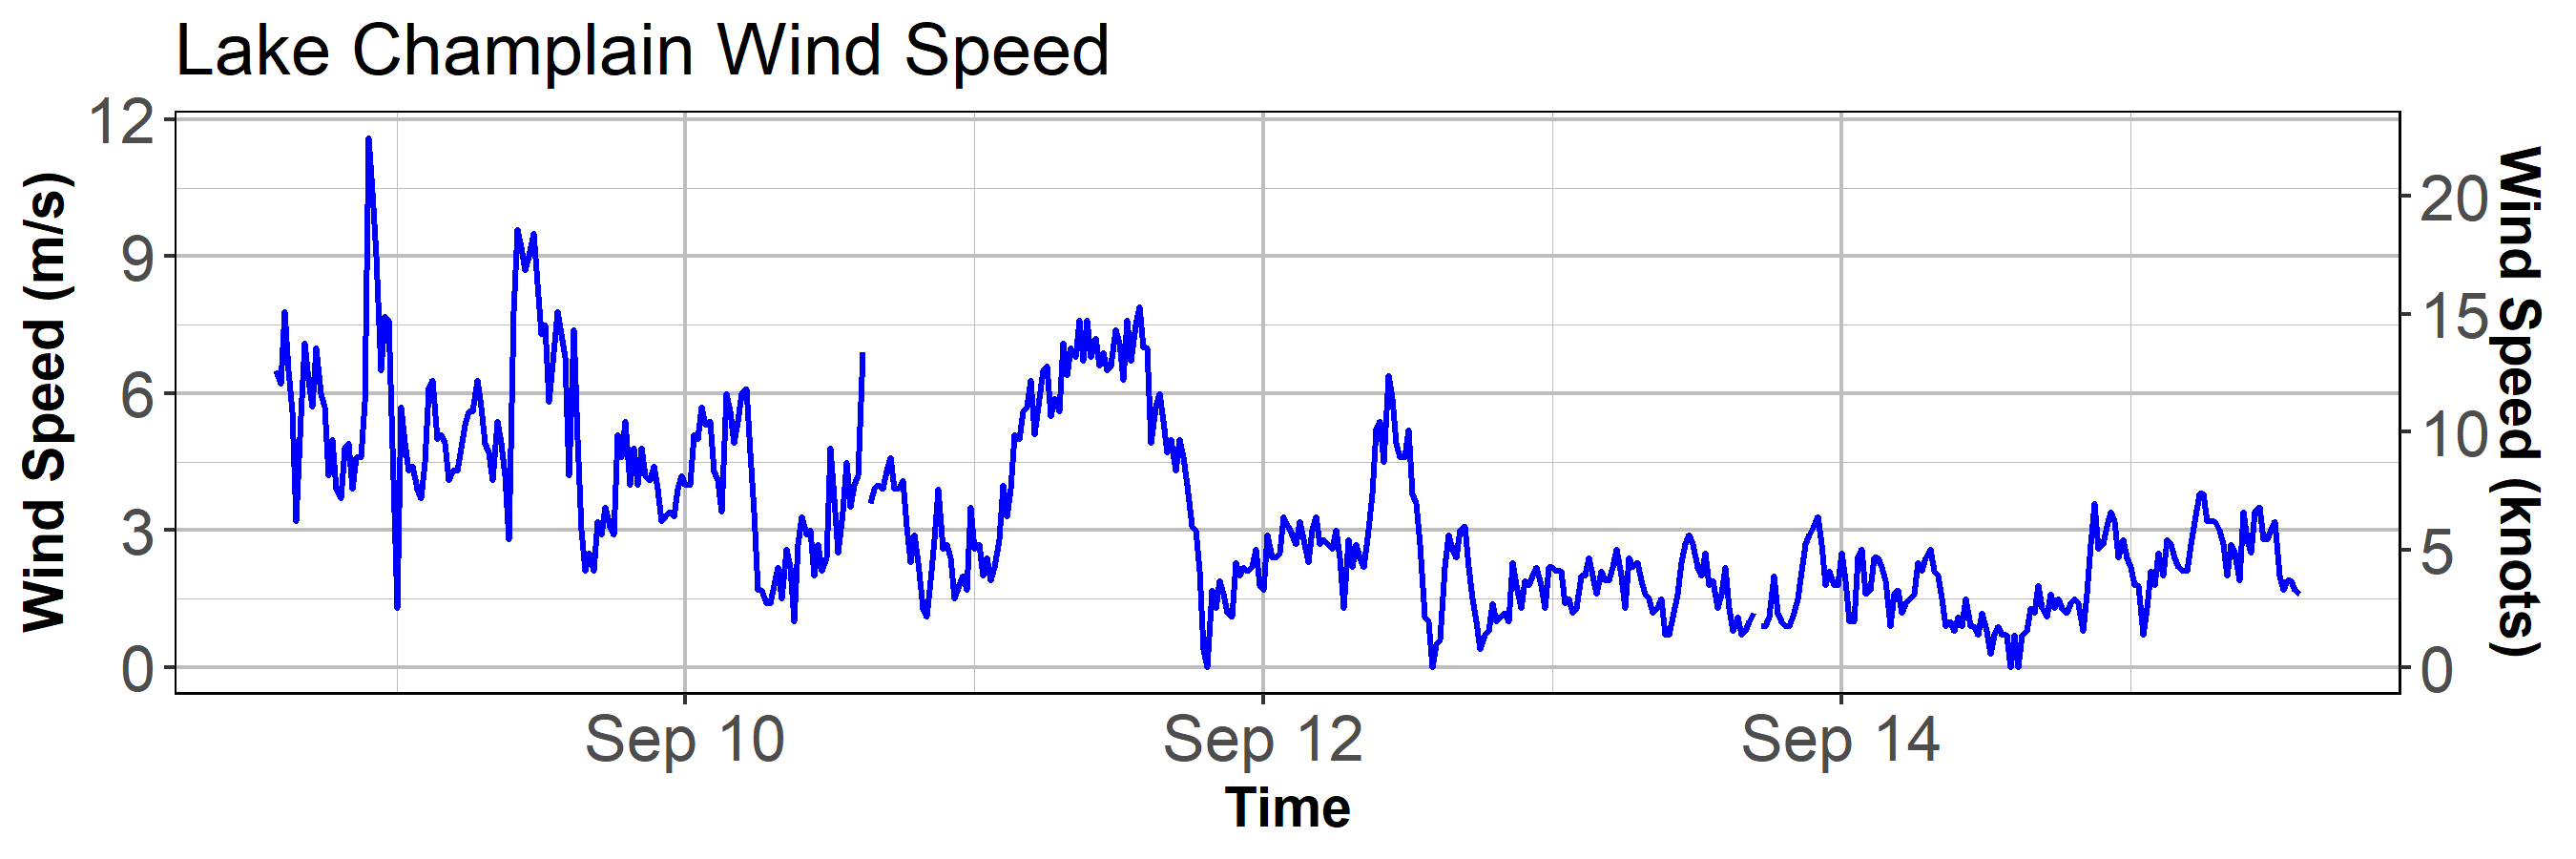 Lake Champlain Wind Speed
Wind Speed (m/s)
12
9
6
3
0
20
15
10
5
0
Wind Speed (knots)
Sep 10
Sep 12
Sep 14
Time